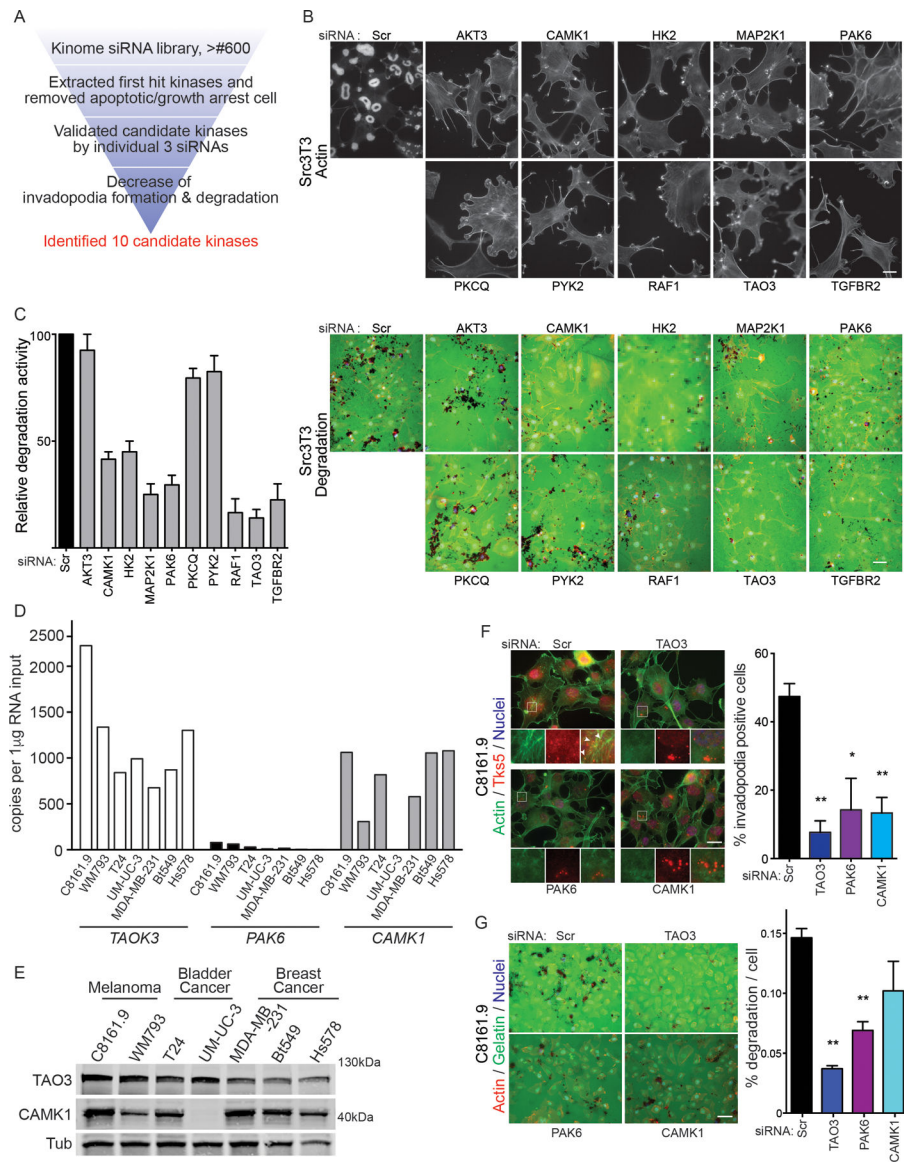 A
Kinome siRNA library, >#600
Extracted first hit kinases and
removed apoptotic/growth arrest cell
Validated candidate kinases
by individual 3 siRNAs
Decrease of
invadopodia formation & degradation
Identified 10 candidate kinases
B
siRNA : Scr AKT3 CAMK1 HK2 MAP2K1 PAK6
Src3T3
Actin
PKCQ PYK2 RAF1 TAO3 TGFBR2
C
Relative degradation activity
100
50
siRNA:
Scr
AKT3
CAMK1
HK2
MAP2K1
PAK6
PKCQ
PYK2
RAF1
TAO3
TGFBR2
siRNA : Scr AKT3 CAMK1 HK2 MAP2K1 PAK6
Src3T3
Degradation
PKCQ PYK2 RAF1 TAO3 TGFBR2
D
copies per 1µg RNA input
2500
2000
1500
1000
500
0
C8161.9
WM793
T24
UM-UC-3
MDA-MB-231
Bt549
Hs578
C8161.9
WM793
T24
UM-UC-3
MDA-MB-231
Bt549
Hs578
C8161.9
WM793
T24
UM-UC-3
MDA-MB-231
Bt549
Hs578
TAOK3 PAK6 CAMK1
E
Melanoma
Bladder
Cancer
Breast
Cancer
C8161.9
WM793
T24
UM-UC-3
MDA-MB
-231
Bt549
Hs578
130kDa
TAO3
CAMK1
40kDa
Tub
F
siRNA: Scr TAO3
C8161.9
Actin / Tks5 / Nuclei
PAK6 CAMK1
% invadopodia positive cells
60
40
20
0
**
*
**
siRNA:
Scr
TAO3
PAK6
CAMK1
G
siRNA: Scr TAO3
C8161.9
Actin / Gelatin / Nuclei
PAK6 CAMK1
% degradation / cell
0.15
0.10
0.05
0
**
**
siRNA:
Scr
TAO3
PAK6
CAMK1